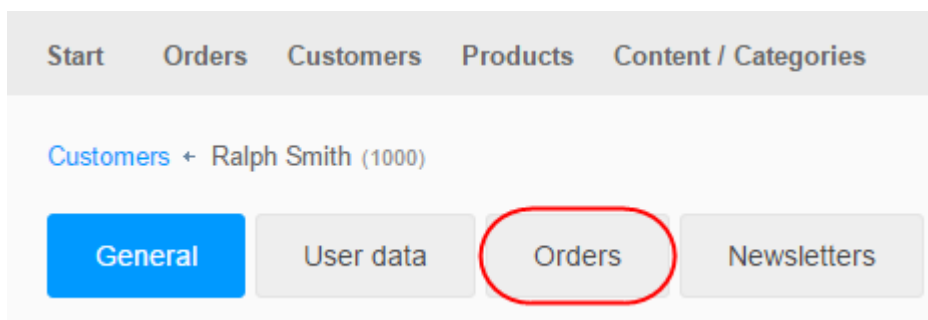 Start Orders Customers Products Content / Categories
Customers ← Ralph Smith (1000)
General User data Orders Newsletters